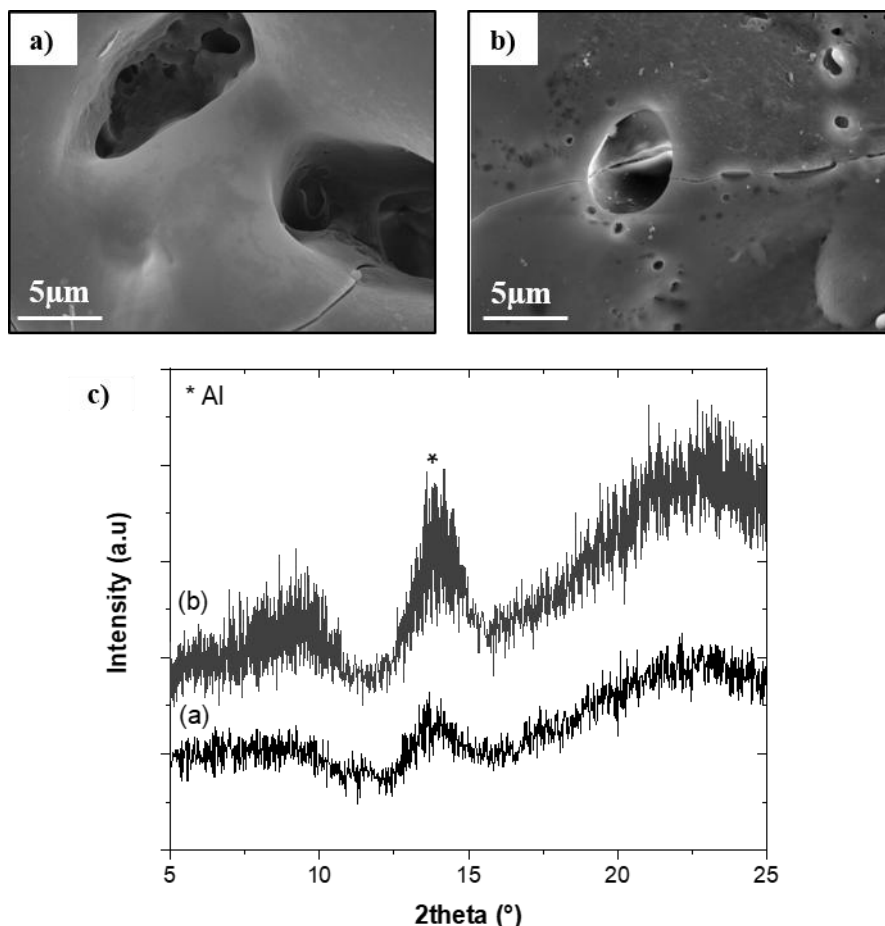 a)
b)
5µm
5µm
c)
* Al
*
(b)
(a)
Intensity (a.u)
5 10 15 20 25
2theta (°)